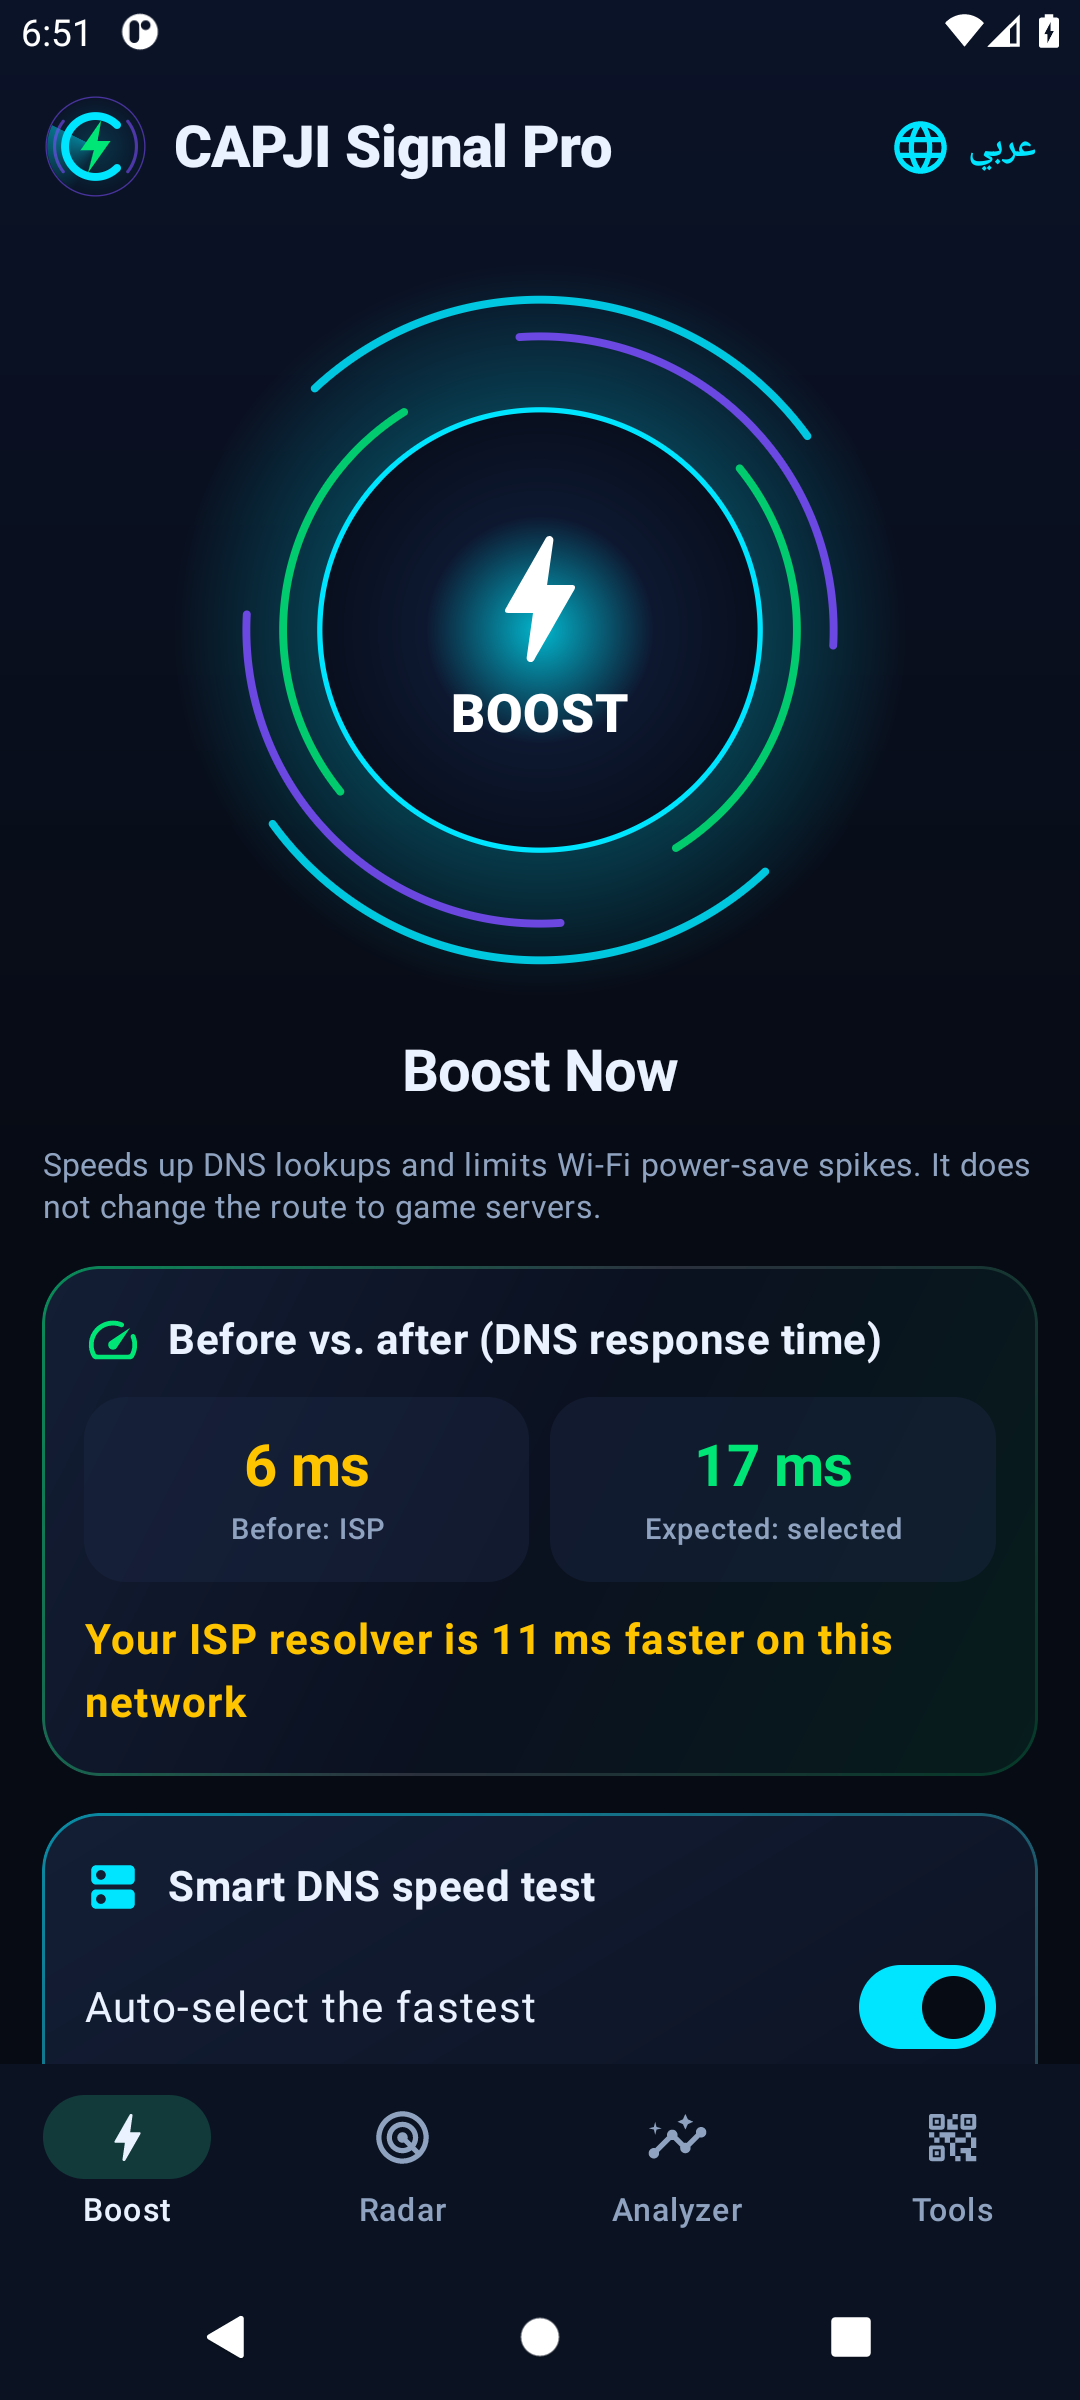 6:51
CAPJI Signal Pro
عربي
BOOST
Boost Now
Speeds up DNS lookups and limits Wi-Fi power-save spikes. It does
not change the route to game servers.
Before vs. after (DNS response time)
6 ms
Before: ISP
17 ms
Expected: selected
Your ISP resolver is 11 ms faster on this
network
Smart DNS speed test
Auto-select the fastest
Boost
Radar
Analyzer
Tools